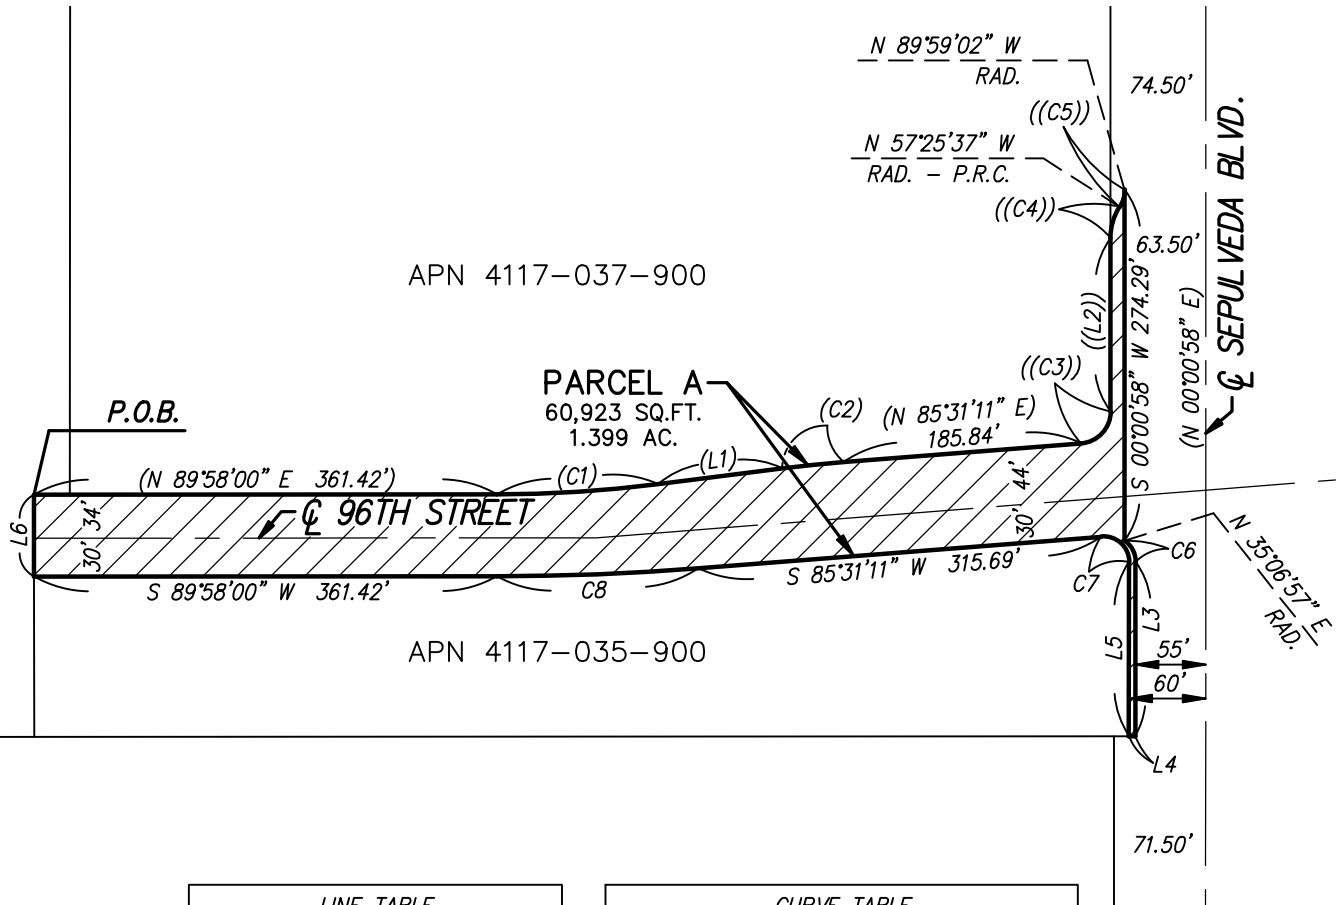 N 89°59'02" W
RAD.
74.50'
((C5))
N 57°25'37" W
RAD. – P.R.C.
((C4))
63.50'
℄ SEPULVEDA BLVD.
APN 4117–037–900
S 00°00'58" W 274.29'
(N 00°00'58" E)
((L2))
((C3))
PARCEL A
60,923 SQ.FT.
1.399 AC.
(C2)
(N 85°31'11" E)
185.84'
P.O.B.
(N 89°58'00" E 361.42')
(C1)
(L1)
44'
34'
℄ 96TH STREET
L6
30'
30'
N 35°06'57" E
RAD.
C6
S 89°58'00" W 361.42'
C8
S 85°31'11" W 315.69'
C7
APN 4117–035–900
L5
L3
55'
60'
L4
71.50'
LINE TABLE
CURVE TABLE